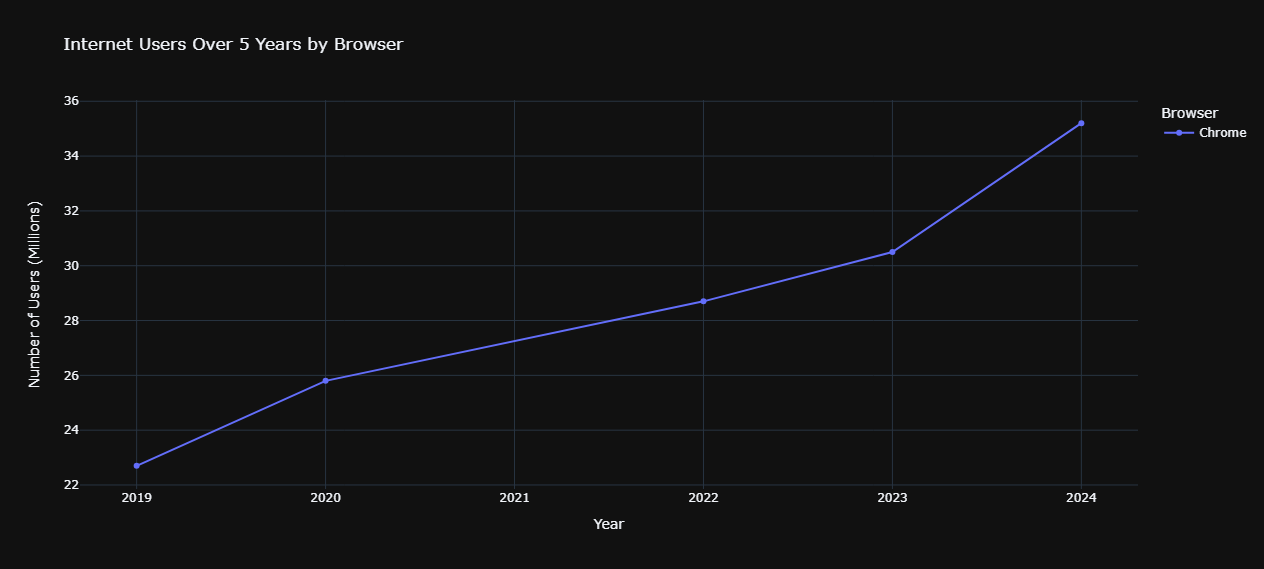 Internet Users Over 5 Years by Browser
36
34
32
30
28
26
24
22
Number of Users (Millions)
2019 2020 2021 2022 2023 2024
Year
Browser
Chrome